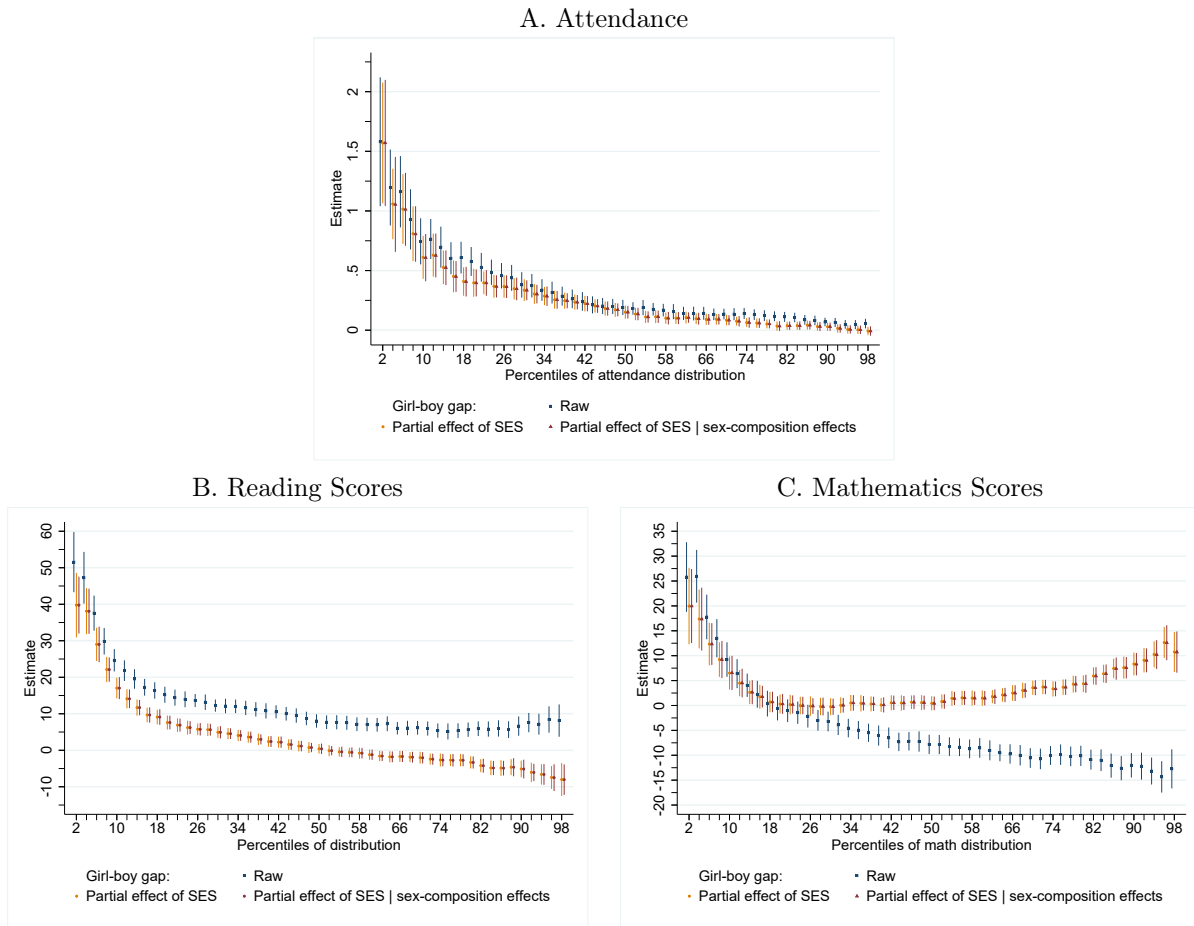 A. Attendance
Estimate
2
1.5
1
.5
0
2 10 18 26 34 42 50 58 66 74 82 90 98
Percentiles of attendance distribution
Girl-boy gap: Raw
Partial effect of SES Partial effect of SES | sex-composition effects
B. Reading Scores
Estimate
60
50
40
30
20
10
0
-10
2 10 18 26 34 42 50 58 66 74 82 90 98
Percentiles of distribution
Girl-boy gap: Raw
Partial effect of SES Partial effect of SES | sex-composition effects
C. Mathematics Scores
Estimate
35
30
25
20
15
10
5
0
-5
-10
-15
-20
2 10 18 26 34 42 50 58 66 74 82 90 98
Percentiles of math distribution
Girl-boy gap: Raw
Partial effect of SES Partial effect of SES | sex-composition effects